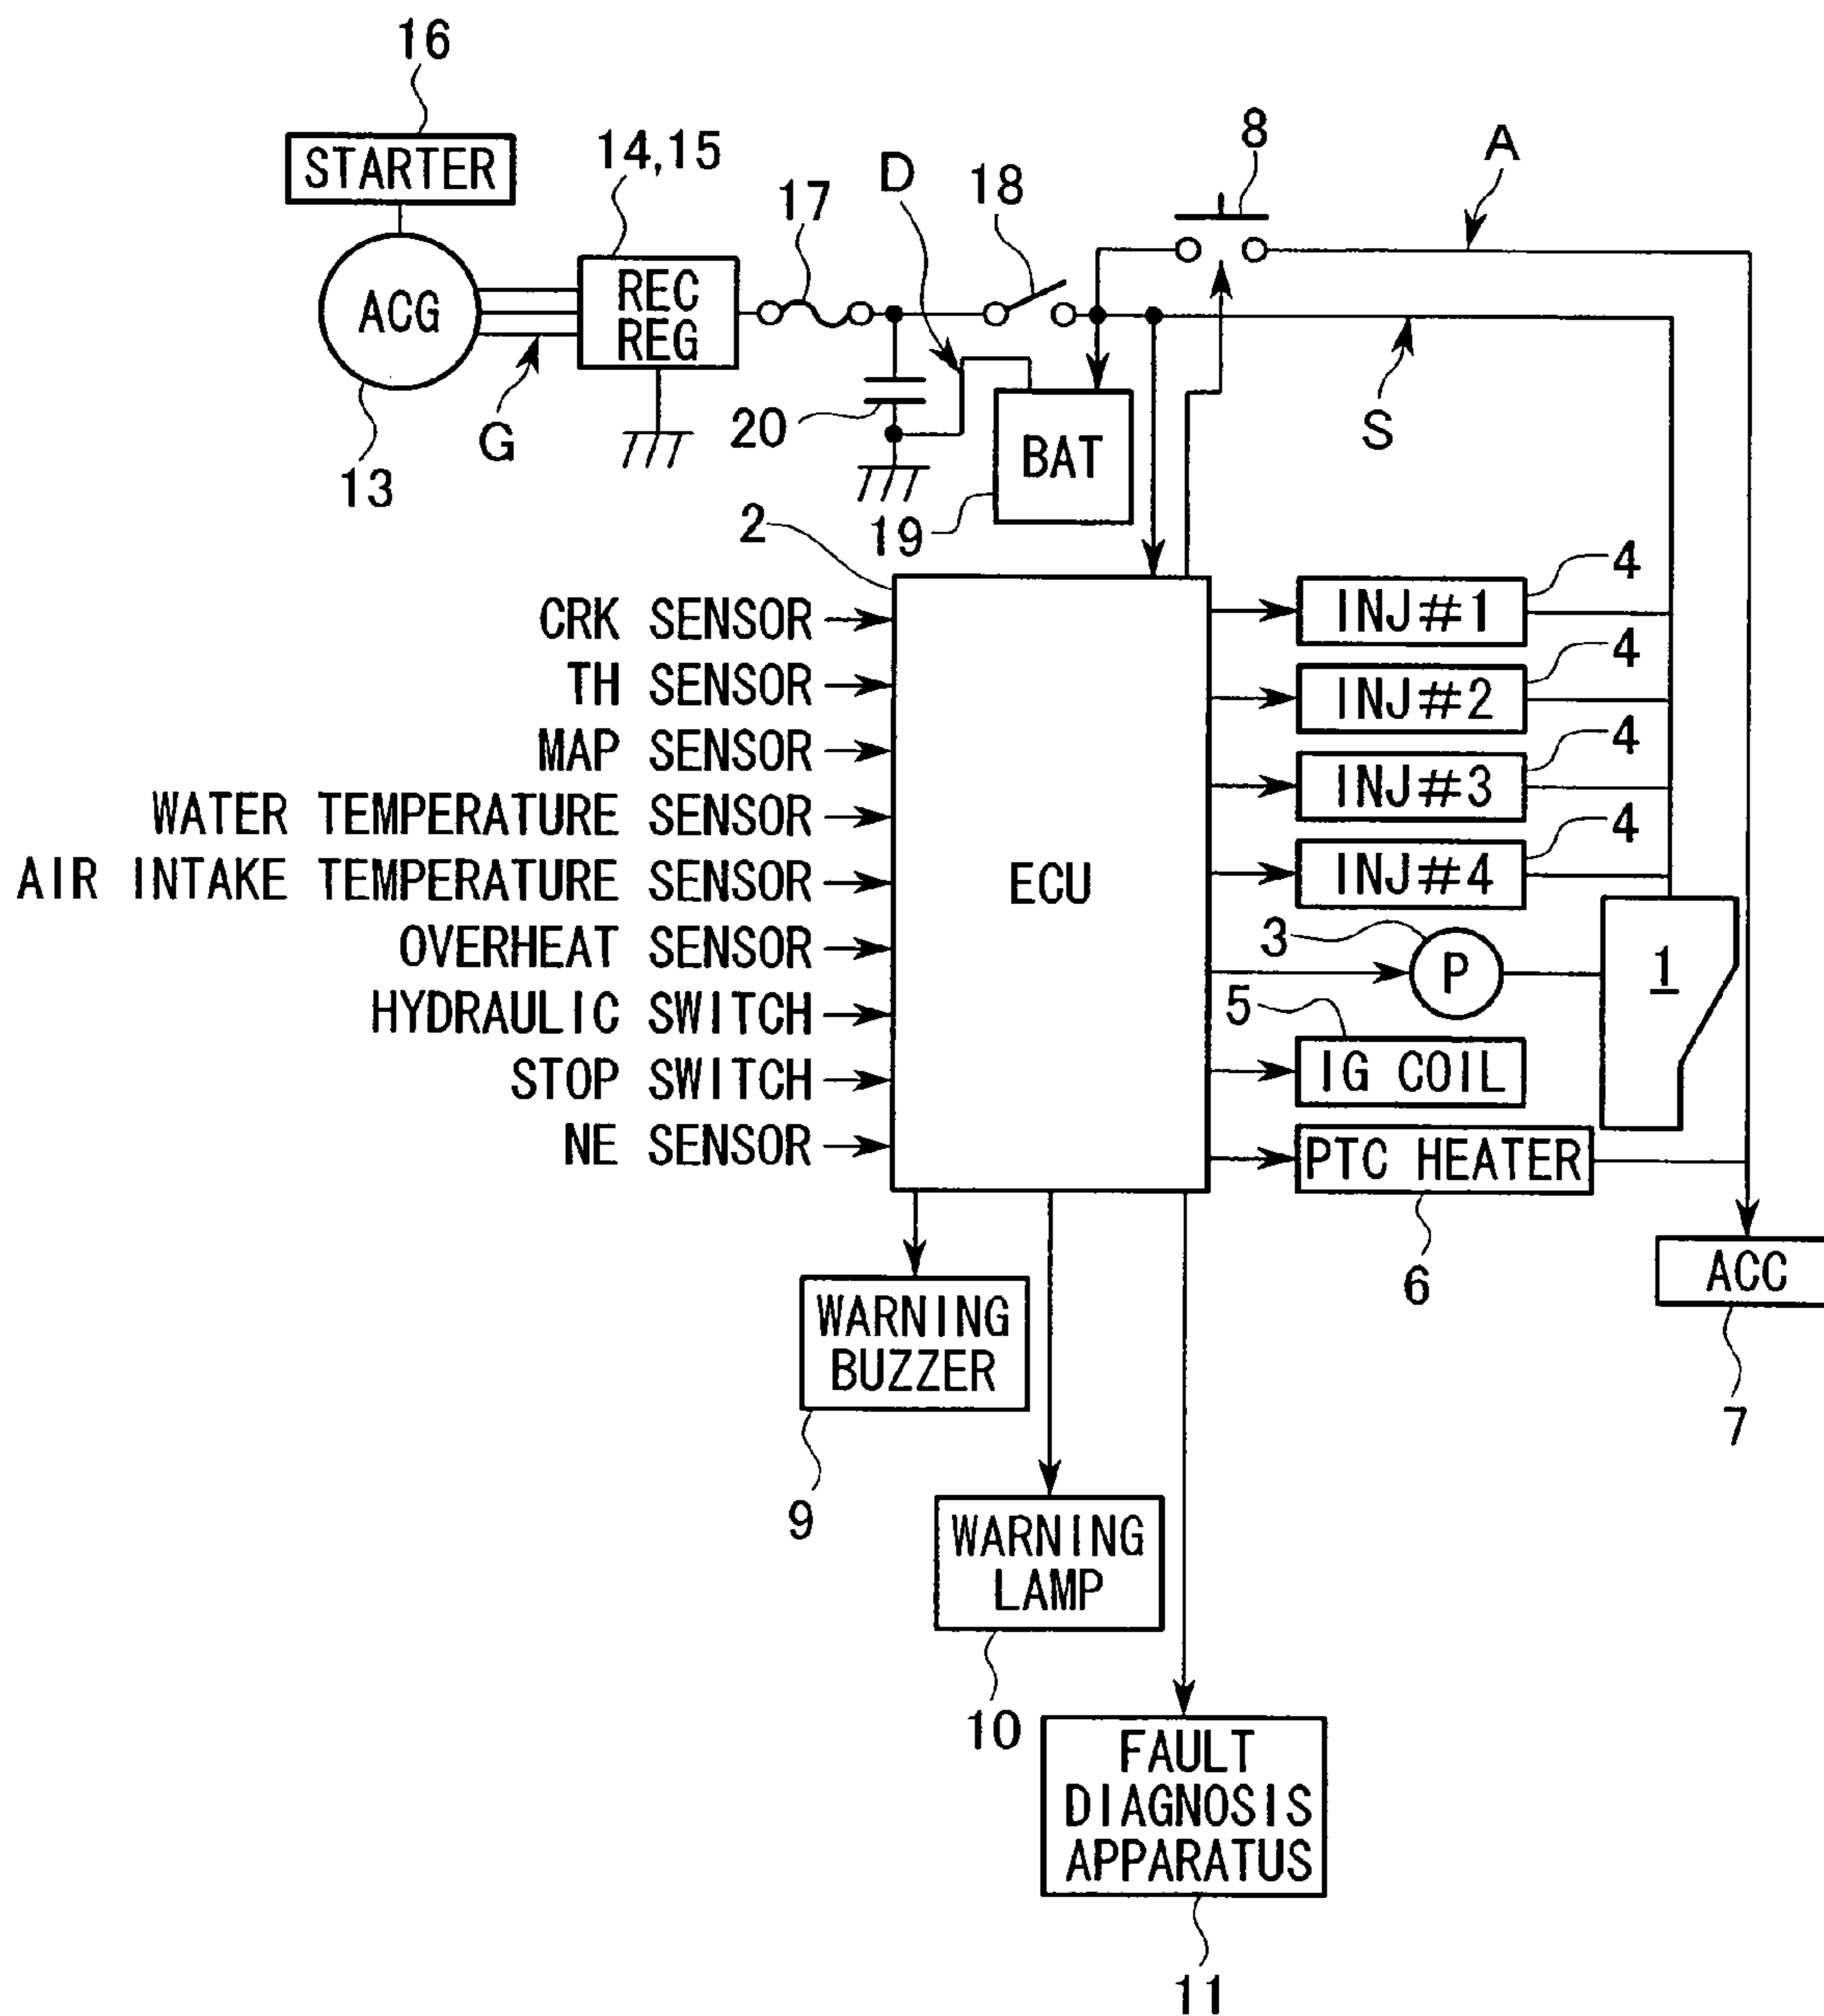 16
STARTER
14,15
D
18
8
A
17
ACG
REC
REG
G
13
20
BAT
S
19
2
CRK SENSOR
TH SENSOR
MAP SENSOR
WATER TEMPERATURE SENSOR
AIR INTAKE TEMPERATURE SENSOR
OVERHEAT SENSOR
HYDRAULIC SWITCH
STOP SWITCH
NE SENSOR
ECU
INJ#1
4
INJ#2
4
INJ#3
4
INJ#4
4
3
P
1
5
IG COIL
PTC HEATER
6
ACC
7
WARNING
BUZZER
9
WARNING
LAMP
10
FAULT
DIAGNOSIS
APPARATUS
11